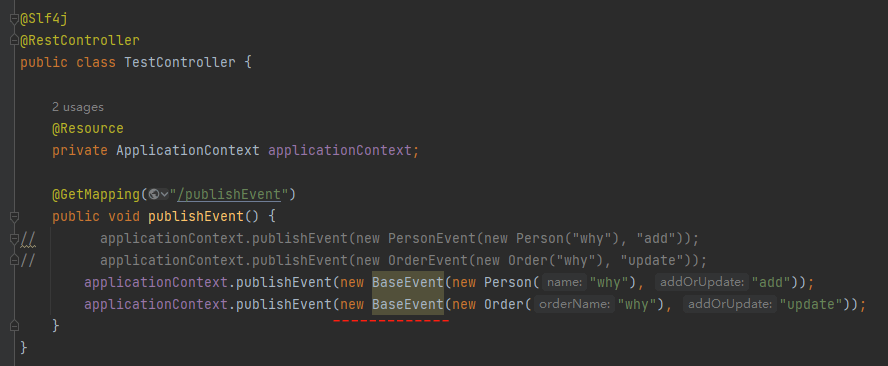 @Slf4j
@RestController
public class TestController {
2 usages
@Resource
private ApplicationContext applicationContext;
@GetMapping("/publishEvent")
public void publishEvent() {
//        applicationContext.publishEvent(new PersonEvent(new Person("why"), "add"));
//        applicationContext.publishEvent(new OrderEvent(new Order("why"), "update"));
applicationContext.publishEvent(new BaseEvent(new Person( name: "why"), addOrUpdate: "add"));
applicationContext.publishEvent(new BaseEvent(new Order( orderName: "why"), addOrUpdate: "update"));
}
}